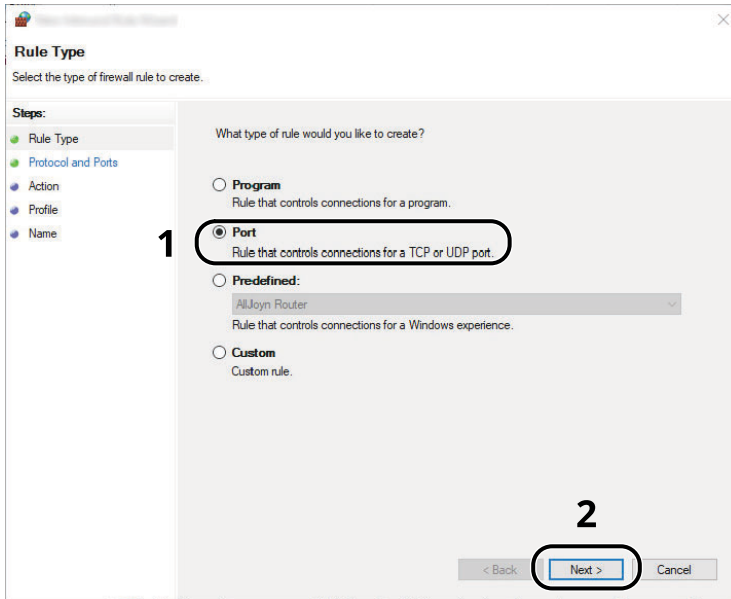 Rule Type
Select the type of firewall rule to create.
Steps:
Rule Type
Protocol and Ports
Action
Profile
Name
What type of rule would you like to create?
Program
Rule that controls connections for a program.
1
Port
Rule that controls connections for a TCP or UDP port.
Predefined:
AllJoyn Router
Rule that controls connections for a Windows experience.
Custom
Custom rule.
2
< Back
Next >
Cancel